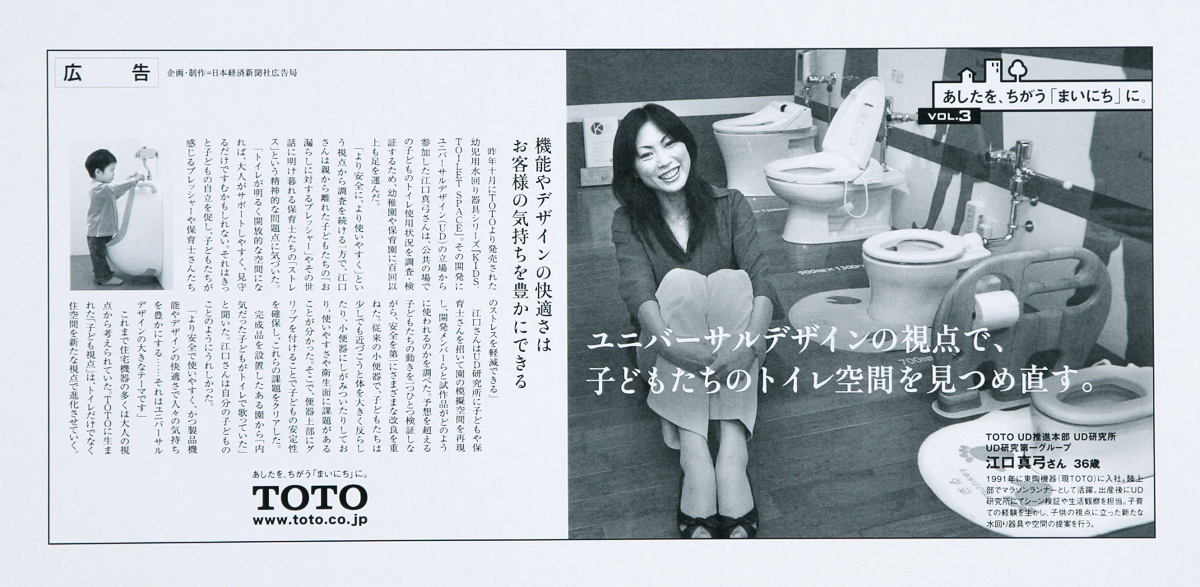 広告
企画・制作=日本経済新聞社広告局
あしたを、ちがう「まいにち」に。
VOL.3
ユニバーサルデザインの視点で、
子どもたちのトイレ空間を見つめ直す。
TOTO UD推進本部 UD研究所
UD研究第一グループ
江口真弓さん 36歳
1991年に東陶機器(現TOTO)に入社。陸上
部でマラソンランナーとして活躍。出産後にUD
研究所にてシーン検証や生活観察を担当。子育
ての経験を生かし、子供の視点に立った新たな
水回り器具や空間の提案を行う。
機能やデザインの快適さは
お客様の気持ちを豊かにできる
昨年十月にTOTOより発売された
幼児用水回り器具シリーズ「KIDS'
TOILET SPACE」。その開発に
ユニバーサルデザイン(UD)の立場から
参加した江口真弓さんは、公共の場で
の子どものトイレ使用状況を調査・検
証するため、幼稚園や保育園に百回以
上も足を運んだ。
「より安全に、より使いやすく」とい
う視点から調査を続ける一方で、江口
さんは親から離れた子どもたちの「お
漏らしに対するプレッシャー」やその世
話に明け暮れる保育士たちの「ストレ
ス」という精神的な問題点に気づいた。
「トイレが明るく開放的な空間にな
れば、大人がサポートしやすく、見守
るだけですむかもしれない。それはきっ
と子どもの自立を促し、子どもたちが
感じるプレッシャーや保育士さんたち
のストレスを軽減できる」
江口さんはUD研究所に子どもや保
育士さんを招いて園の模擬空間を再現
し、開発メンバーらと試作品がどのよう
に使われるのかを調べた。予想を超える
子どもたちの動きを一つひとつ検証しな
がら、安全を第一にさまざまな改良を重
ねた。従来の小便器で、子どもたちは
少しでも近づこうと体を大きく反らし
たり、小便器にしがみついたりしてお
り、使いやすさや衛生面に課題がある
ことが分かった。そこで、便器上部にグ
リップを付けることで子どもの安定性
を確保し、これらの課題をクリアした。
完成品を設置したある園から「内
気だった子どもがトイレで歌っていた」
と聞いた。江口さんは自分の子どもの
ことのようにうれしかった。
「より安全で使いやすく、かつ製品機
能やデザインの快適さで人々の気持ち
を豊かにする……それはユニバーサル
デザインの大きなテーマです」
これまで住宅機器の多くは大人の視
点から考えられていた。TOTOに生ま
れた「子ども視点」は、トイレだけでなく
住空間を新たな視点で進化させていく。
あしたを、ちがう「まいにち」に。
TOTO
www.toto.co.jp